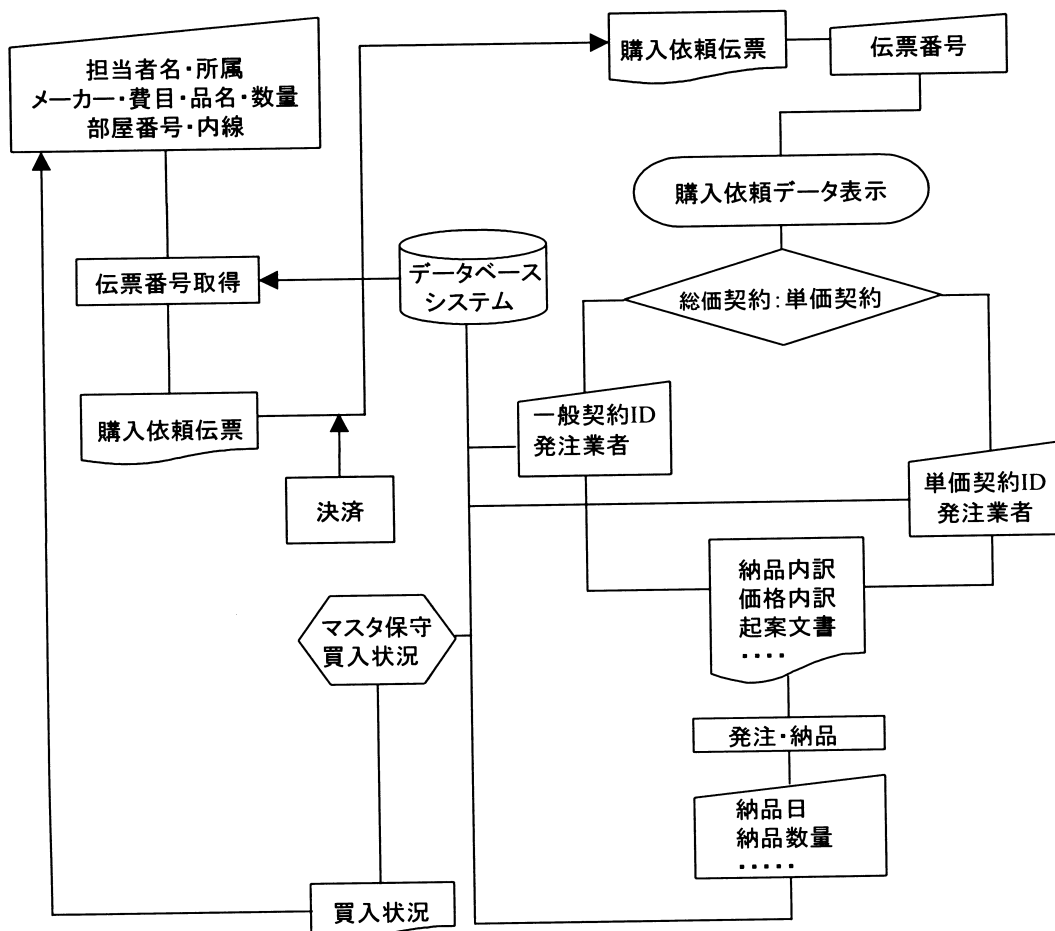 担当者名・所属
メーカー・費目・品名・数量
部屋番号・内線
伝票番号取得
購入依頼伝票
決済
データベース
システム
購入依頼伝票
伝票番号
購入依頼データ表示
総価契約：単価契約
一般契約ID
発注業者
単価契約ID
発注業者
納品内訳
価格内訳
起案文書
・・・・
発注・納品
納品日
納品数量
・・・・・
マスタ保守
買入状況
買入状況